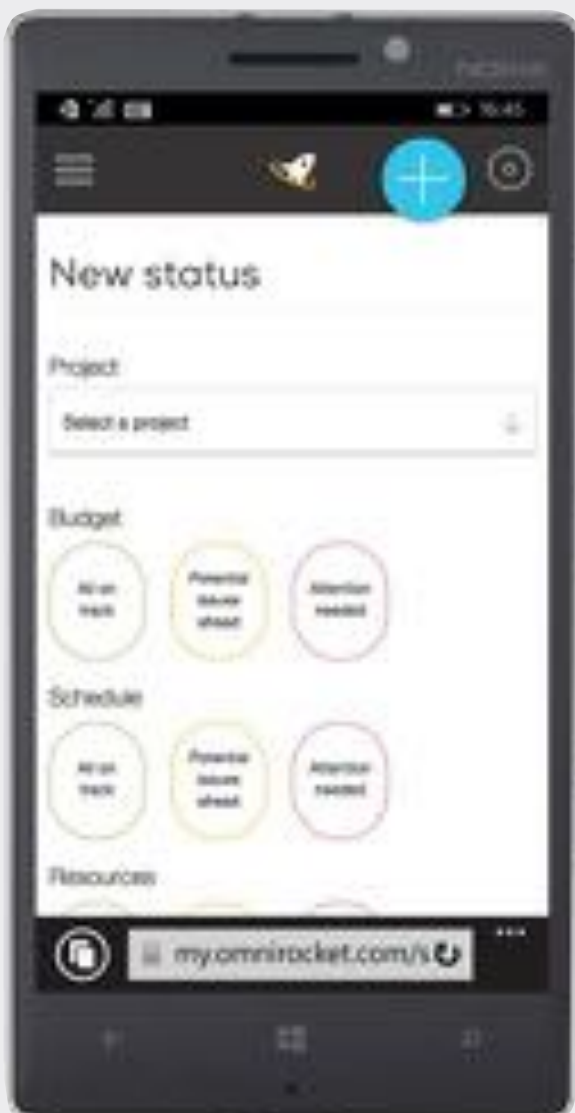 NOKIA
16:45
New status
Project
Select a project
Budget
All on track
Potential issues ahead
Attention needed
Schedule
All on track
Potential issues ahead
Attention needed
Resources
my.omnirocket.com/s